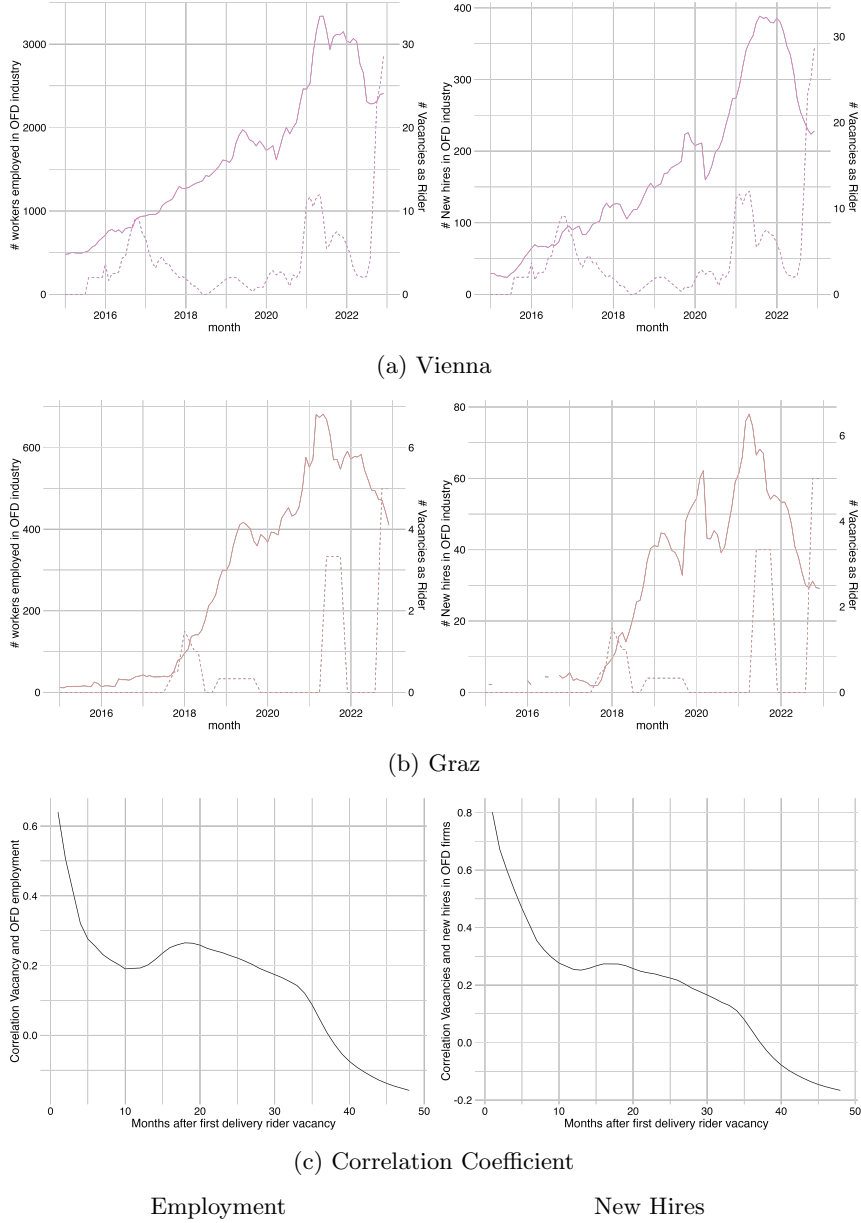 # workers employed in OFD industry
3000
2000
1000
0
30
20
10
0
# Vacancies as Rider
2016 2018 2020 2022
month
# New hires in OFD industry
400
300
200
100
0
30
20
10
0
# Vacancies as Rider
2016 2018 2020 2022
month
(a) Vienna
# workers employed in OFD industry
600
400
200
0
6
4
2
0
# Vacancies as Rider
2016 2018 2020 2022
month
# New hires in OFD industry
80
60
40
20
0
6
4
2
0
# Vacancies as Rider
2016 2018 2020 2022
month
(b) Graz
Correlation Vacancy and OFD employment
0.6
0.4
0.2
0.0
0 10 20 30 40 50
Months after first delivery rider vacancy
Correlation Vacancies and new hires in OFD firms
0.8
0.6
0.4
0.2
0.0
-0.2
0 10 20 30 40 50
Months after first delivery rider vacancy
(c) Correlation Coefficient
Employment New Hires